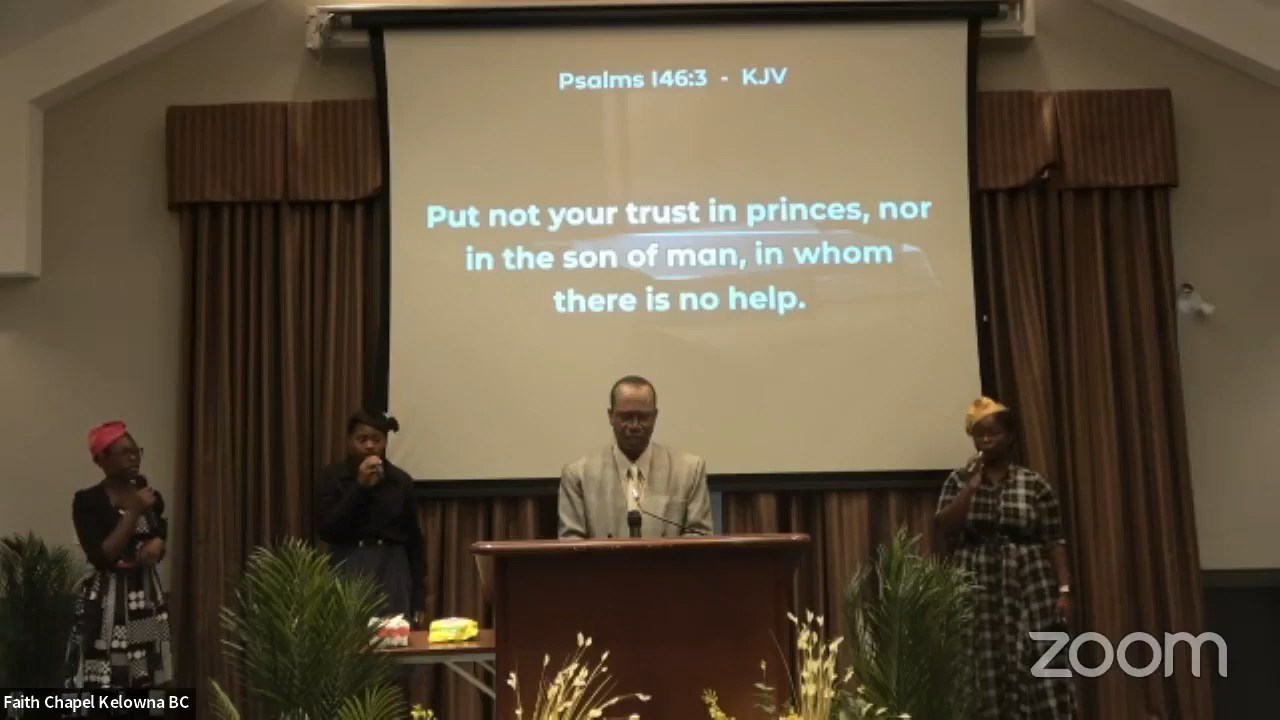 Psalms 146:3 - KJV
Put not your trust in princes, nor
in the son of man, in whom
there is no help.
zoom
Faith Chapel Kelowna BC